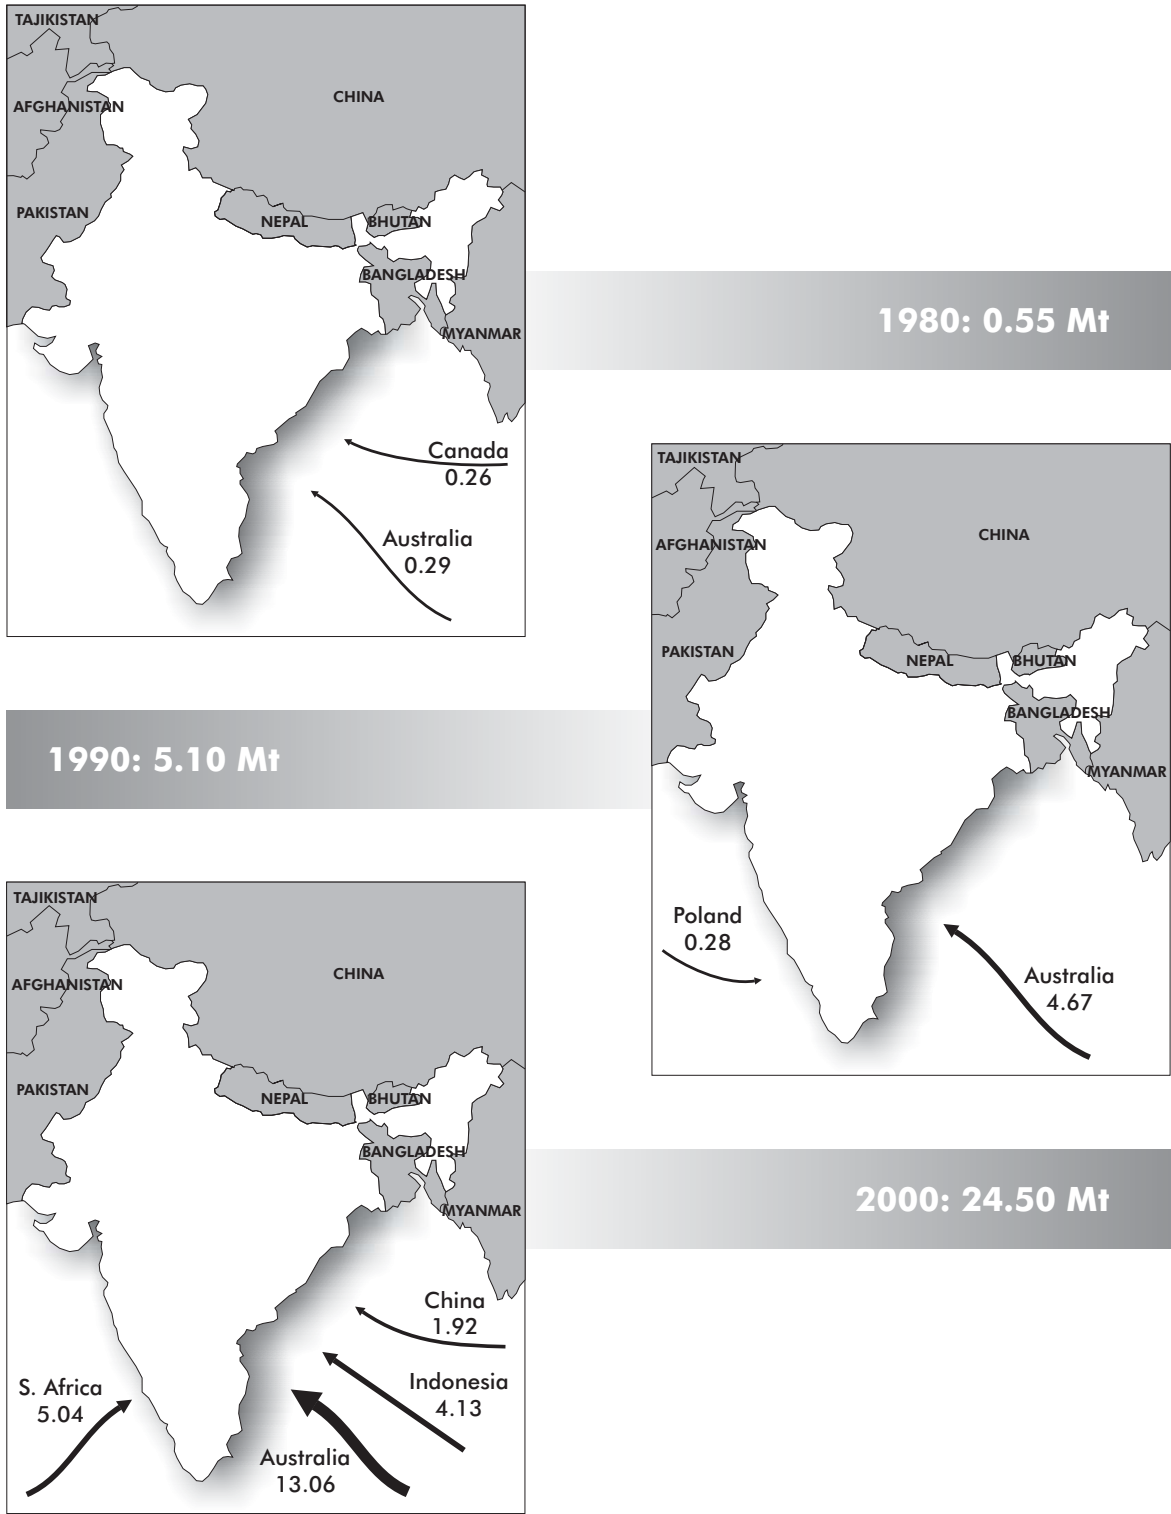 TAJIKISTAN
CHINA
AFGHANISTAN
PAKISTAN
NEPAL
BHUTAN
BANGLADESH
MYANMAR
Canada
0.26
Australia
0.29
1980: 0.55 Mt
TAJIKISTAN
CHINA
AFGHANISTAN
PAKISTAN
NEPAL
BHUTAN
BANGLADESH
MYANMAR
Poland
0.28
Australia
4.67
1990: 5.10 Mt
TAJIKISTAN
CHINA
AFGHANISTAN
PAKISTAN
NEPAL
BHUTAN
BANGLADESH
MYANMAR
China
1.92
Indonesia
4.13
S. Africa
5.04
Australia
13.06
2000: 24.50 Mt